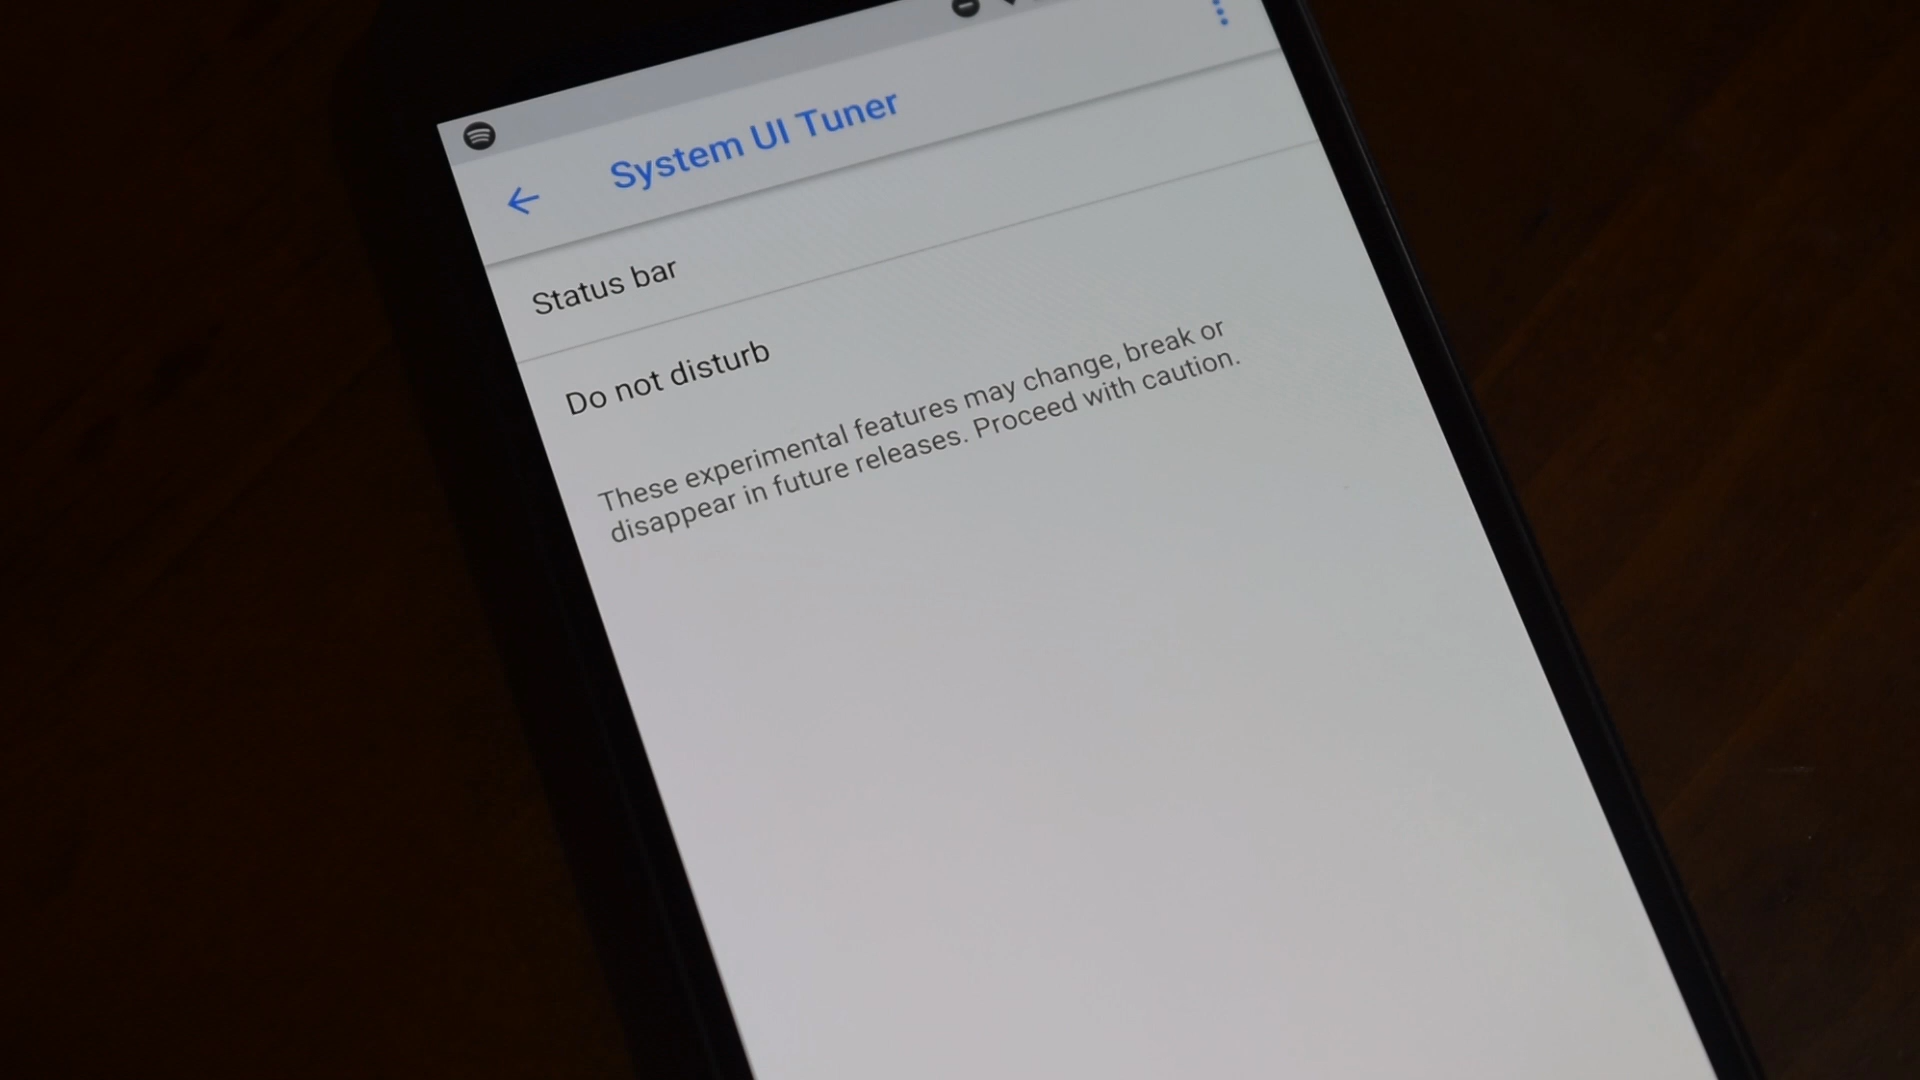 System UI Tuner
Status bar
Do not disturb
These experimental features may change, break or
disappear in future releases. Proceed with caution.